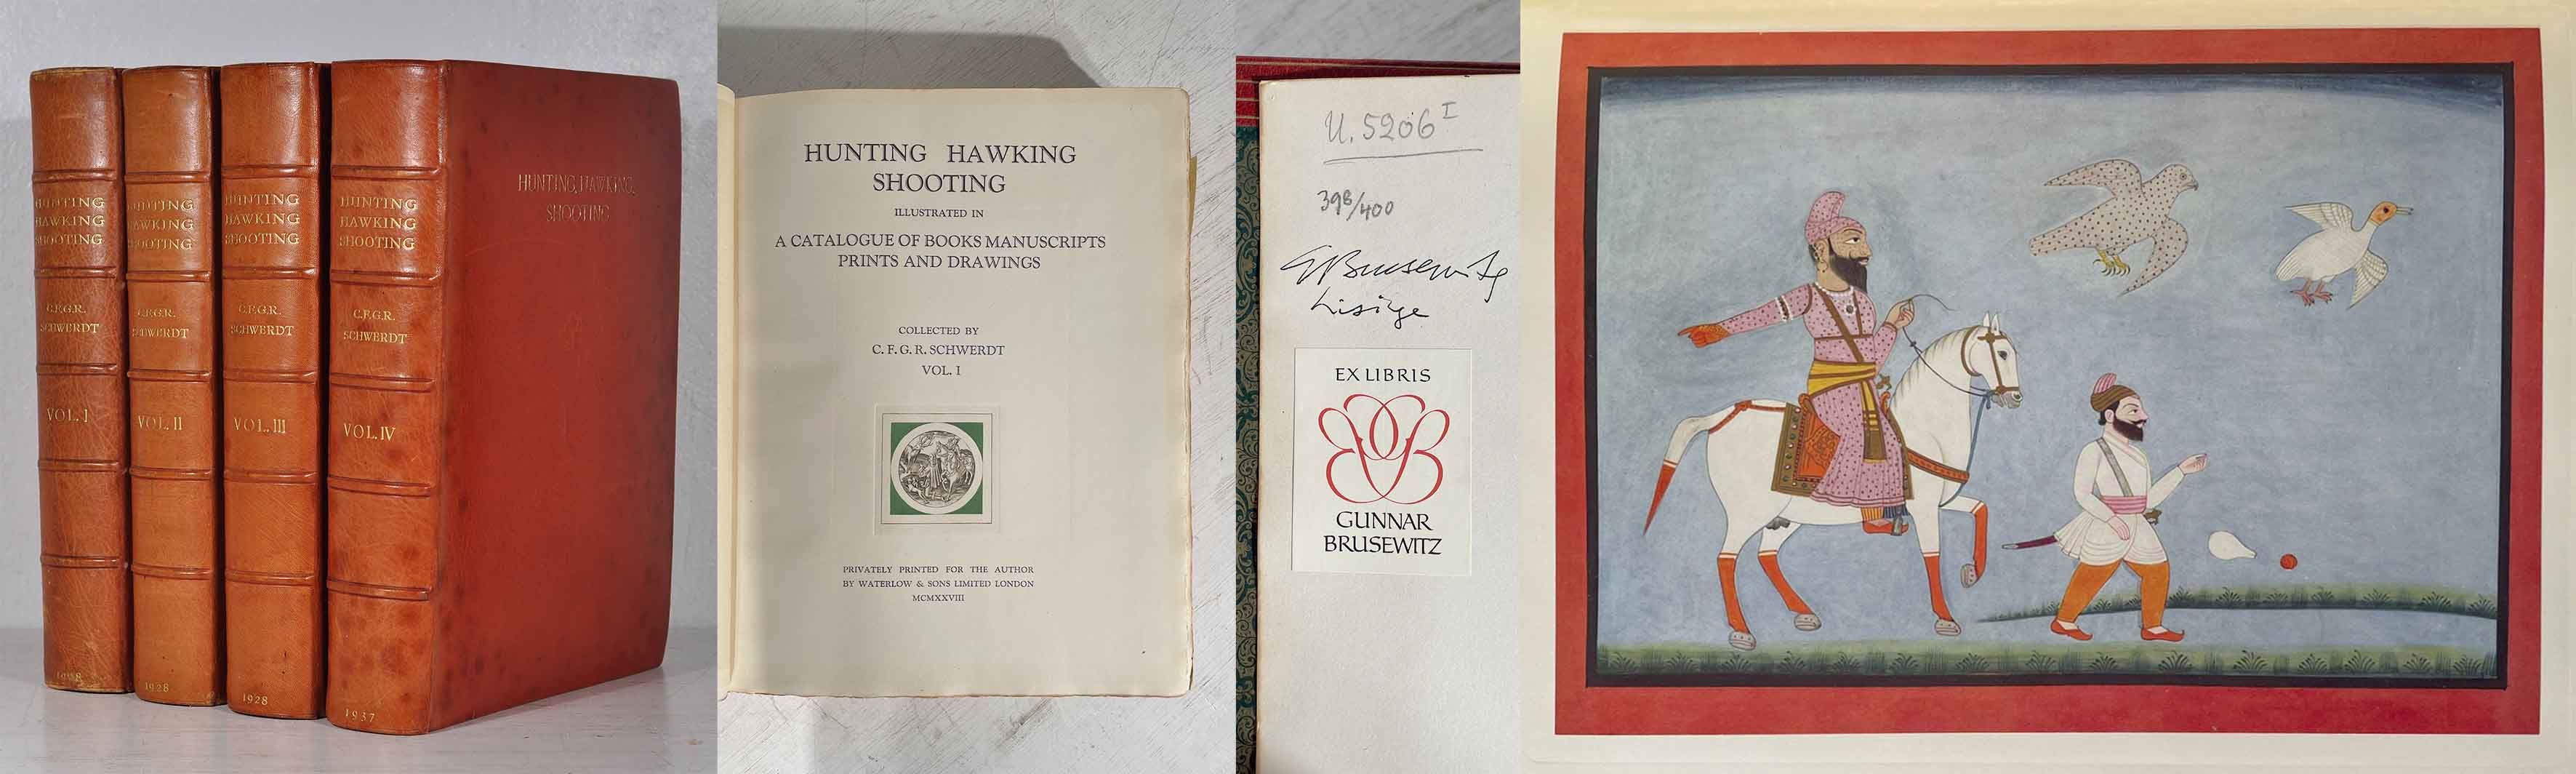 HUNTING
HAWKING
SHOOTING
C.F.G.R.
SCHWERDT
VOL. I
1928
HUNTING
HAWKING
SHOOTING
C.F.G.R.
SCHWERDT
VOL. II
1928
HUNTING
HAWKING
SHOOTING
C.F.G.R.
SCHWERDT
VOL. III
1928
HUNTING
HAWKING
SHOOTING
C.F.G.R.
SCHWERDT
VOL. IV
1937
HUNTING, HAWKING,
SHOOTING
HUNTING HAWKING
SHOOTING
ILLUSTRATED IN
A CATALOGUE OF BOOKS MANUSCRIPTS
PRINTS AND DRAWINGS
COLLECTED BY
C. F. G. R. SCHWERDT
VOL. I
PRIVATELY PRINTED FOR THE AUTHOR
BY WATERLOW & SONS LIMITED LONDON
MCMXXVIII
U. 5206 I
398/400
GBrusewitz
Lisinge
EX LIBRIS
GUNNAR
BRUSEWITZ